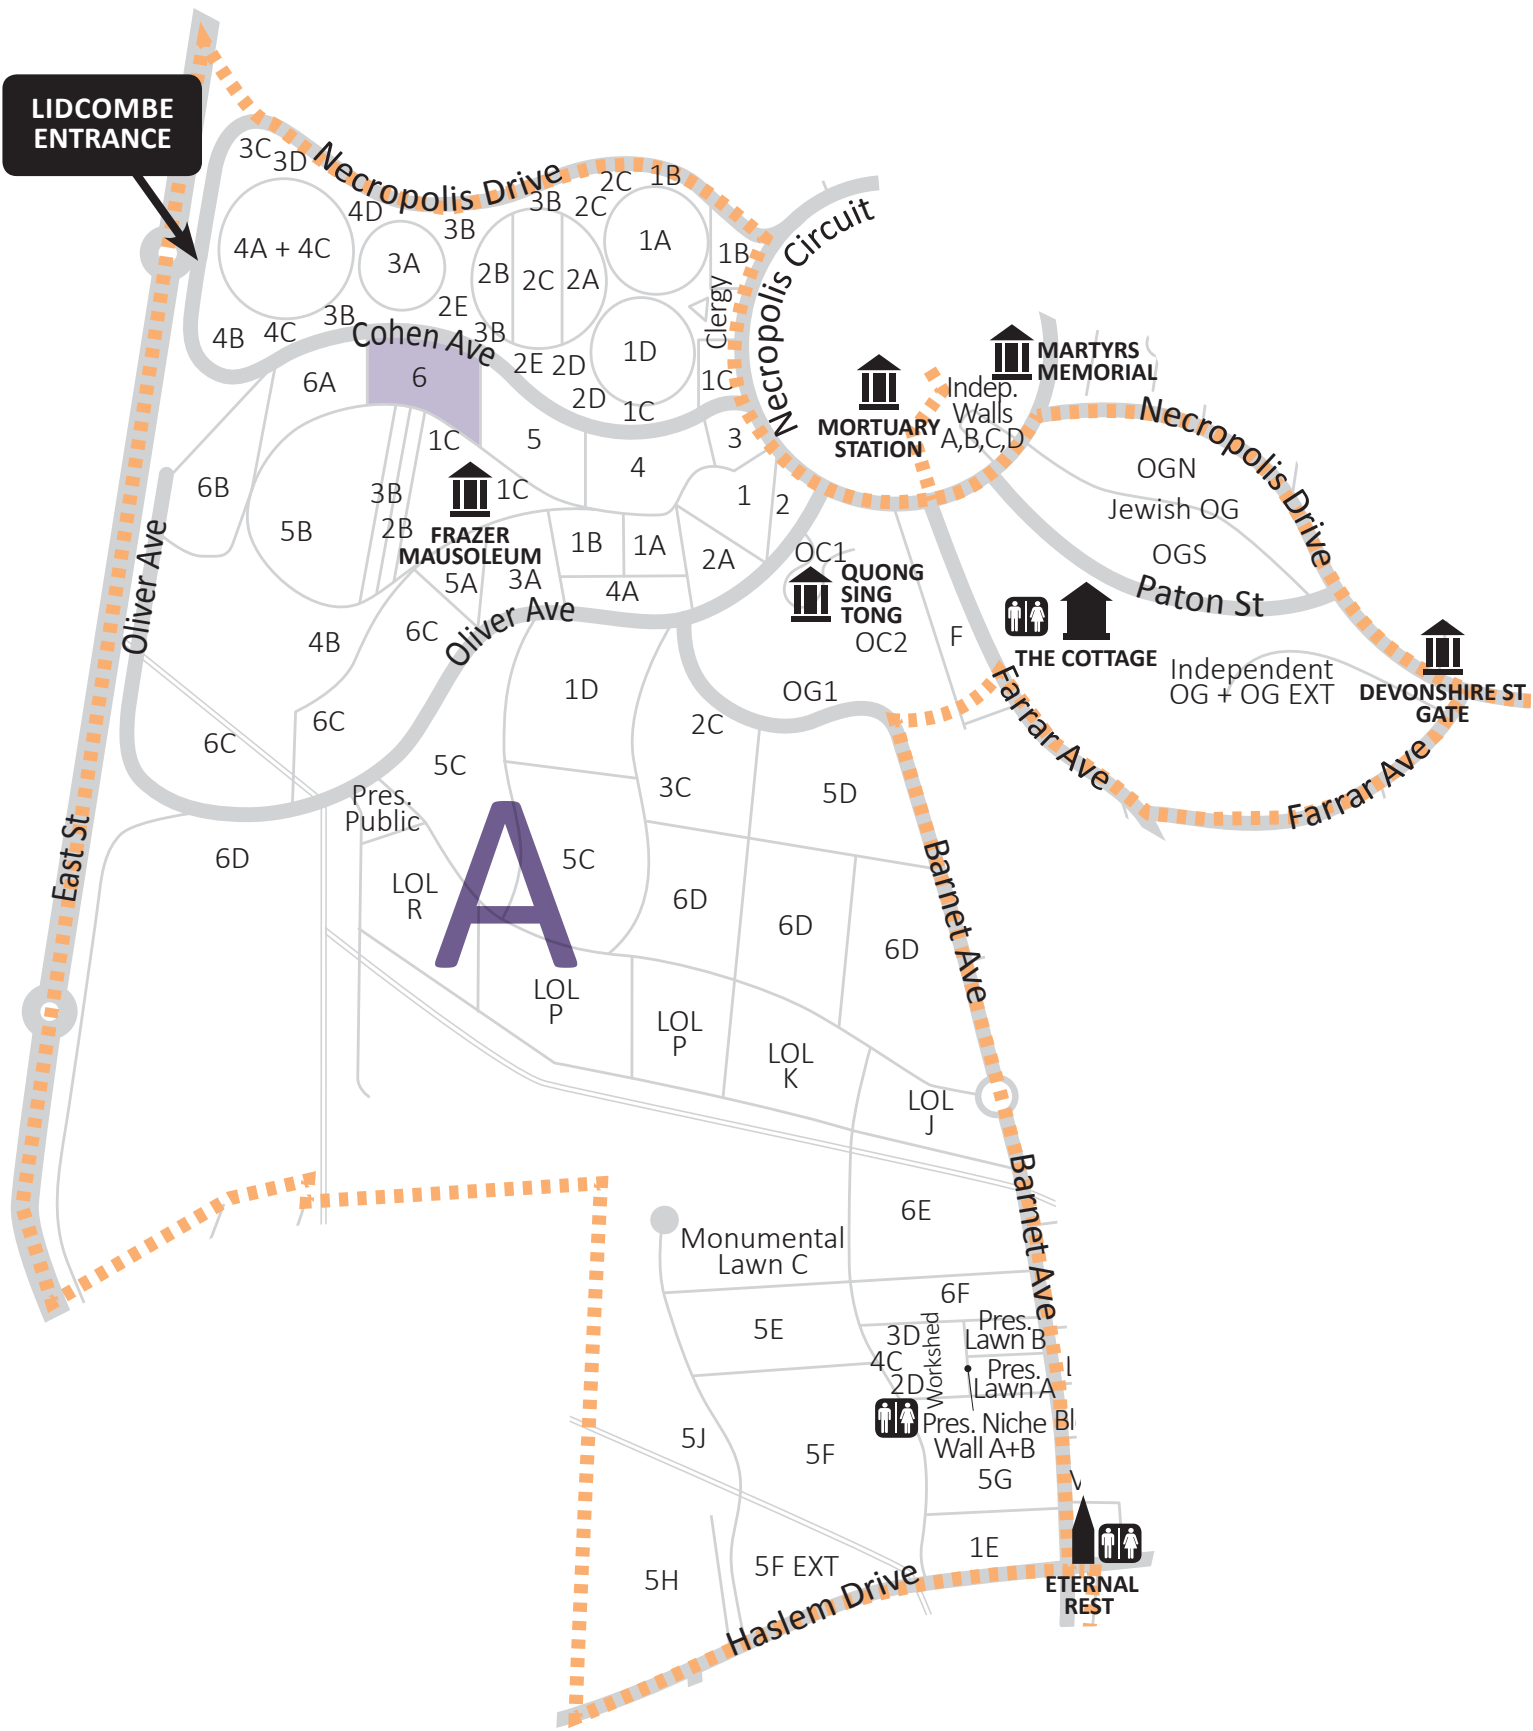 LIDCOMBE
ENTRANCE
3C
3D
Necropolis Drive
2C
1B
4D
3B
2C
3B
4A + 4C
3A
2B
2C
2A
1A
1B
Clergy
Necropolis Circuit
4B
4C
3B
2E
3B
Cohen Ave
2E
2D
1D
1C
2D
1C
6A
6
1C
5
4
3
6B
3B
2B
5B
1C
FRAZER
MAUSOLEUM
1
2
1B
1A
2A
5A
3A
4A
Oliver Ave
Oliver Ave
4B
6C
6C
6C
MORTUARY
STATION
Indep.
Walls
A,B,C,D
MARTYRS
MEMORIAL
Necropolis Drive
OGN
Jewish OG
OGS
Paton St
OC1
QUONG
SING
TONG
OC2
F
THE COTTAGE
Independent
OG + OG EXT
DEVONSHIRE ST
GATE
Farrar Ave
Farrar Ave
OG1
1D
2C
5C
3C
5D
Pres.
Public
East St
6D
LOL
R
A
5C
6D
6D
6D
Barnet Ave
LOL
P
LOL
P
LOL
K
LOL
J
Barnet Ave
6E
Monumental
Lawn C
6F
5E
3D
4C
2D
Workshed
Pres.
Lawn B
Pres.
Lawn A
Pres. Niche
Wall A+B
5J
5F
5G
5H
5F EXT
1E
Haslem Drive
ETERNAL
REST